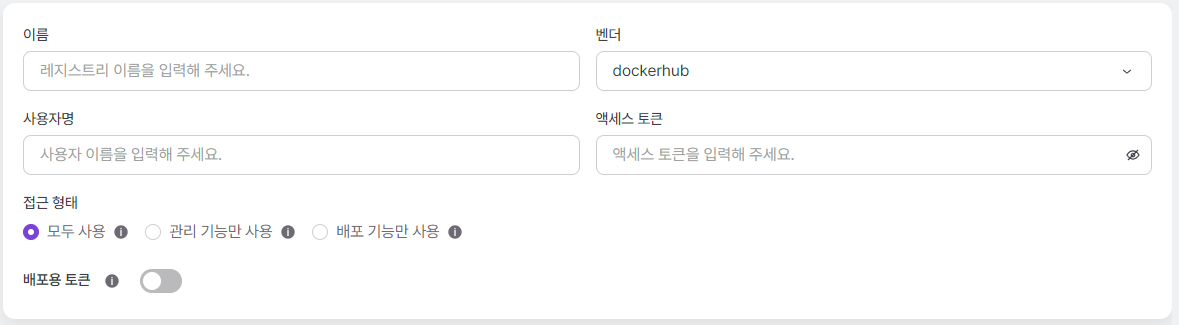 이름
벤더
레지스트리 이름을 입력해 주세요.
dockerhub
사용자명
액세스 토큰
사용자 이름을 입력해 주세요.
액세스 토큰을 입력해 주세요.
접근 형태
모두 사용
관리 기능만 사용
배포 기능만 사용
배포용 토큰